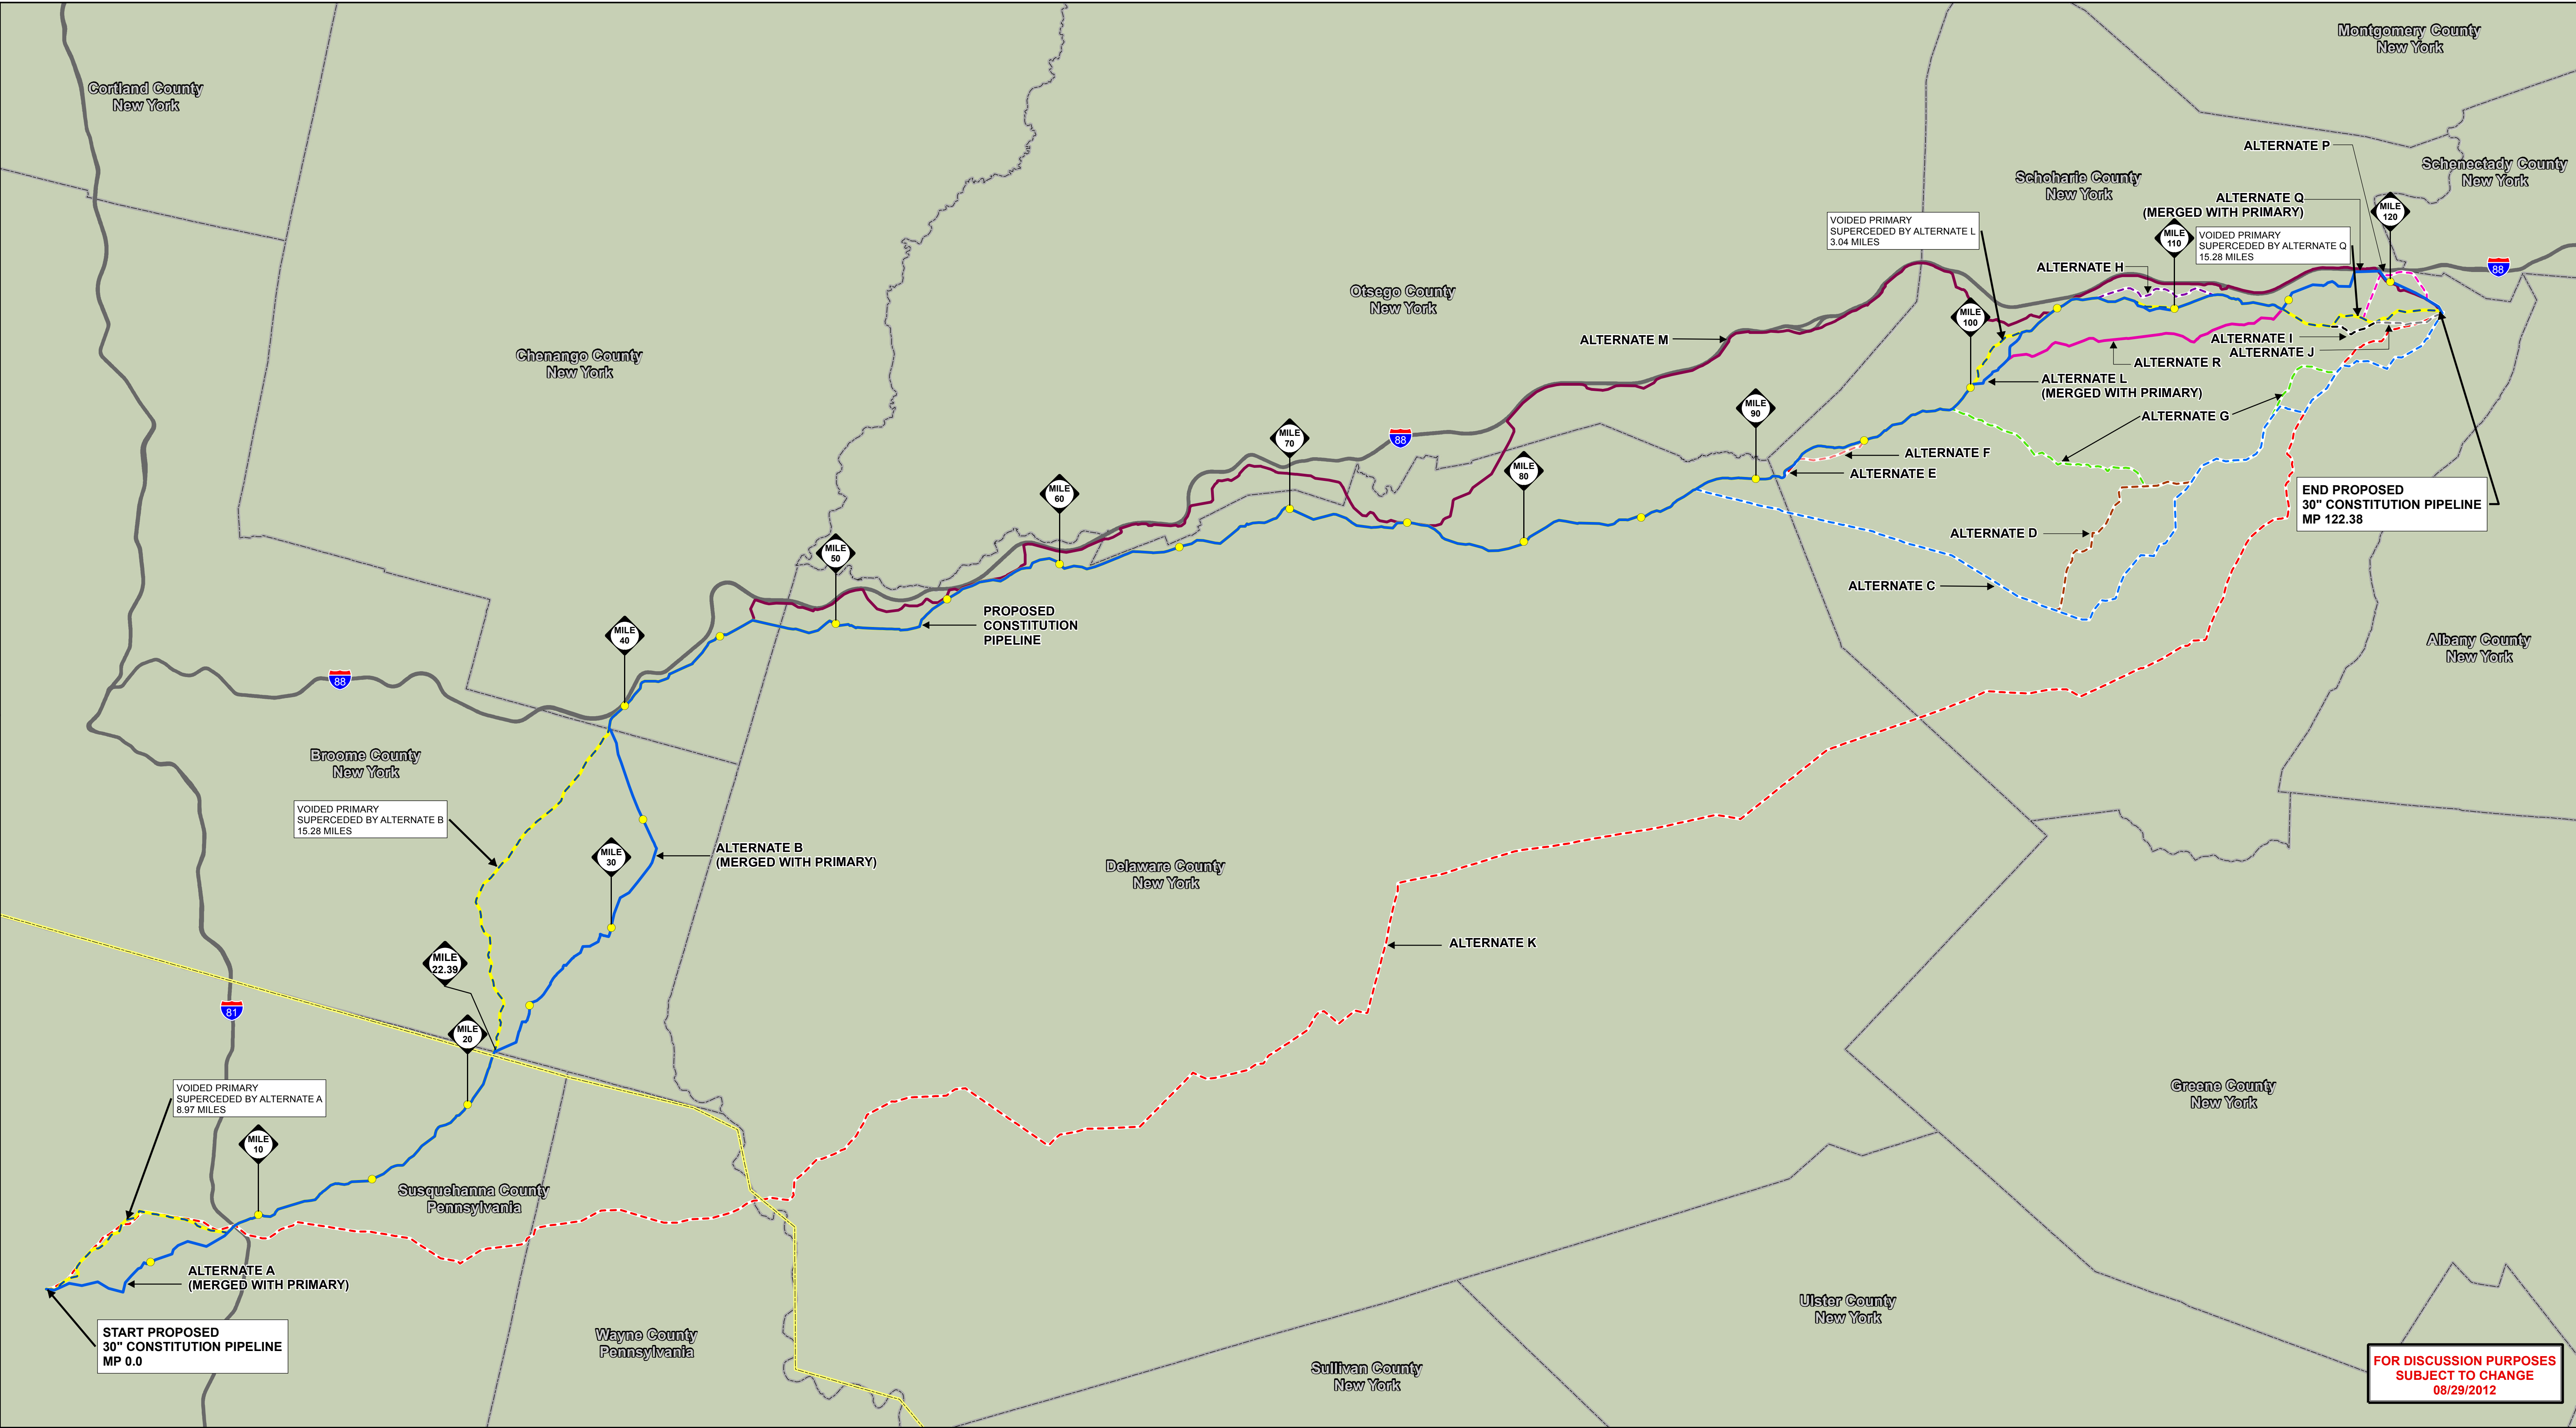 Montgomery County
New York
Cortland County
New York
ALTERNATE P
Schenectady County
New York
Schoharie County
New York
ALTERNATE Q
(MERGED WITH PRIMARY)
MILE
120
VOIDED PRIMARY
SUPERCEDED BY ALTERNATE L
3.04 MILES
MILE
110
VOIDED PRIMARY
SUPERCEDED BY ALTERNATE Q
15.28 MILES
ALTERNATE H
88
Otsego County
New York
MILE
100
ALTERNATE M
ALTERNATE I
ALTERNATE J
ALTERNATE R
Chenango County
New York
ALTERNATE L
(MERGED WITH PRIMARY)
MILE
90
ALTERNATE G
MILE
70
88
ALTERNATE F
MILE
80
ALTERNATE E
MILE
60
END PROPOSED
30" CONSTITUTION PIPELINE
MP 122.38
ALTERNATE D
MILE
50
ALTERNATE C
PROPOSED
CONSTITUTION
PIPELINE
MILE
40
Albany County
New York
88
Broome County
New York
VOIDED PRIMARY
SUPERCEDED BY ALTERNATE B
15.28 MILES
ALTERNATE B
(MERGED WITH PRIMARY)
MILE
30
Delaware County
New York
ALTERNATE K
MILE
22.39
81
MILE
20
VOIDED PRIMARY
SUPERCEDED BY ALTERNATE A
8.97 MILES
Greene County
New York
MILE
10
Susquehanna County
Pennsylvania
ALTERNATE A
(MERGED WITH PRIMARY)
Ulster County
New York
START PROPOSED
30" CONSTITUTION PIPELINE
MP 0.0
Wayne County
Pennsylvania
Sullivan County
New York
FOR DISCUSSION PURPOSES
SUBJECT TO CHANGE
08/29/2012